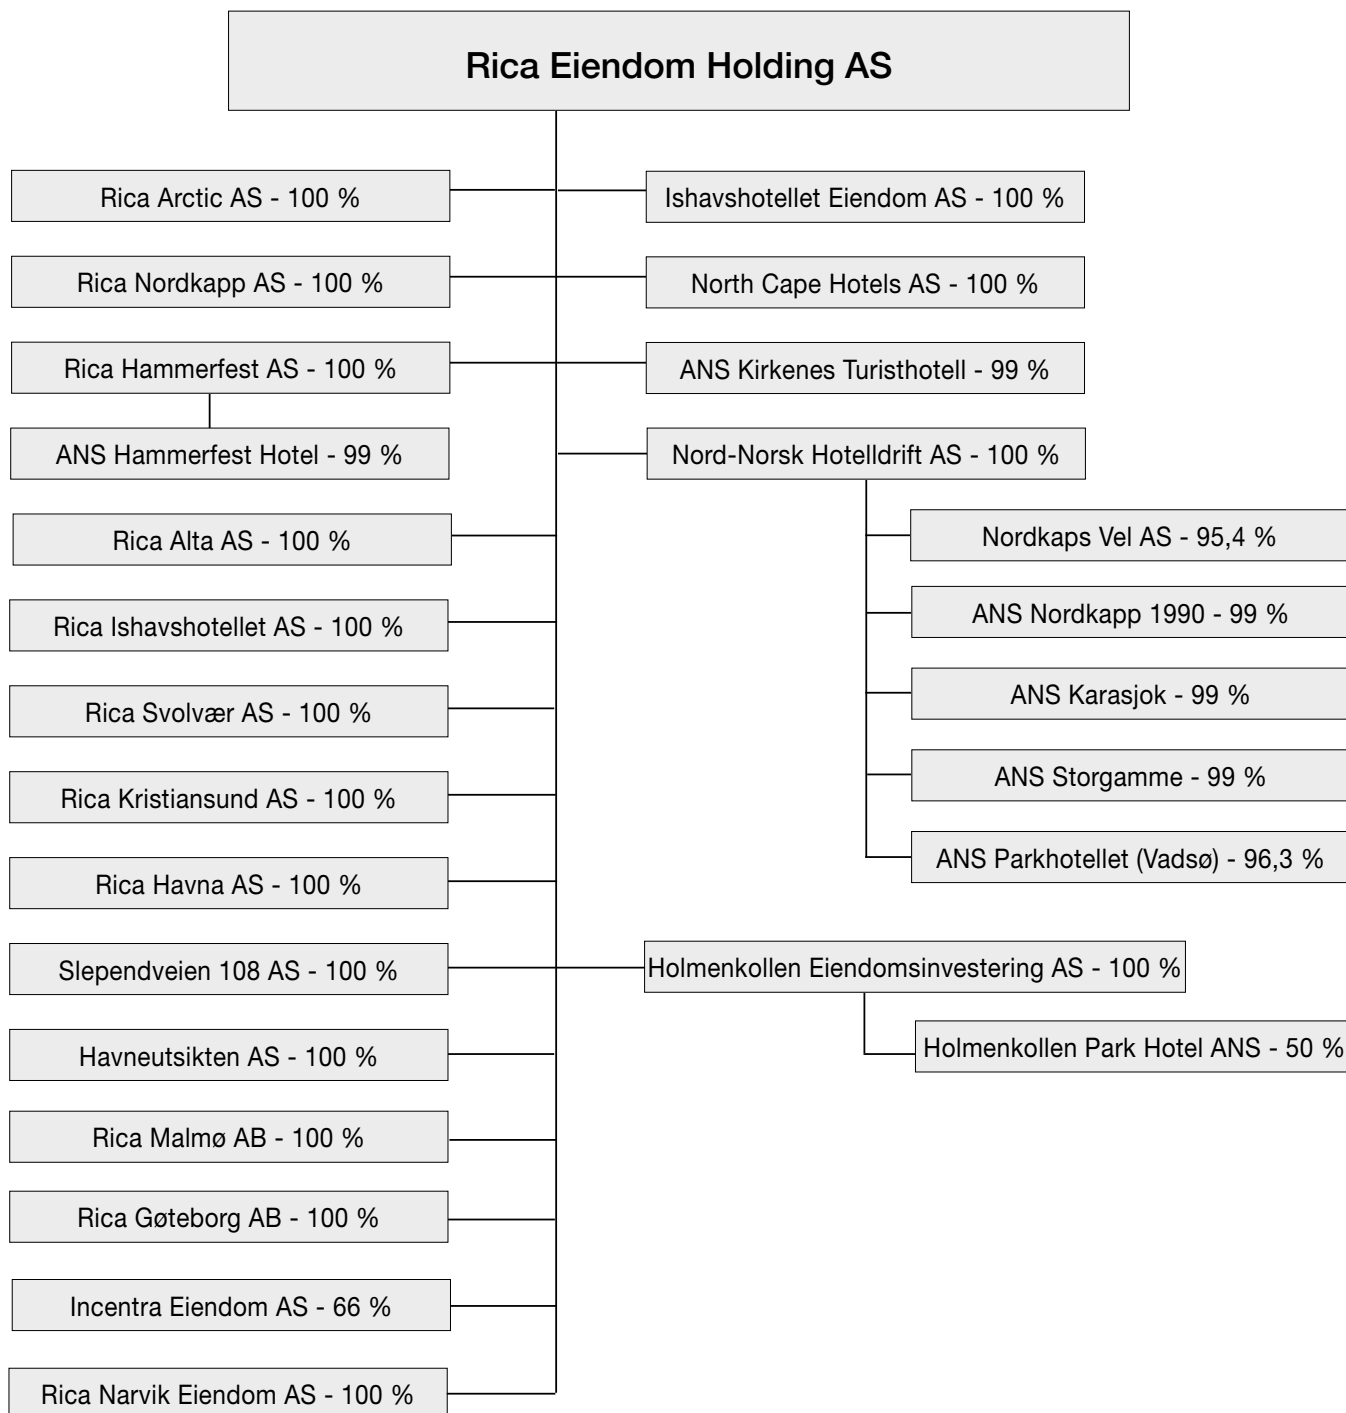 Rica Eiendom Holding AS
Rica Arctic AS - 100 %
Ishavshotellet Eiendom AS - 100 %
Rica Nordkapp AS - 100 %
North Cape Hotels AS - 100 %
Rica Hammerfest AS - 100 %
ANS Kirkenes Turisthotell - 99 %
ANS Hammerfest Hotel - 99 %
Nord-Norsk Hotelldrift AS - 100 %
Rica Alta AS - 100 %
Nordkaps Vel AS - 95,4 %
Rica Ishavshotellet AS - 100 %
ANS Nordkapp 1990 - 99 %
Rica Svolvær AS - 100 %
ANS Karasjok - 99 %
Rica Kristiansund AS - 100 %
ANS Storgamme - 99 %
Rica Havna AS - 100 %
ANS Parkhotellet (Vadsø) - 96,3 %
Slependveien 108 AS - 100 %
Holmenkollen Eiendomsinvestering AS - 100 %
Havneutsikten AS - 100 %
Holmenkollen Park Hotel ANS - 50 %
Rica Malmø AB - 100 %
Rica Gøteborg AB - 100 %
Incentra Eiendom AS - 66 %
Rica Narvik Eiendom AS - 100 %